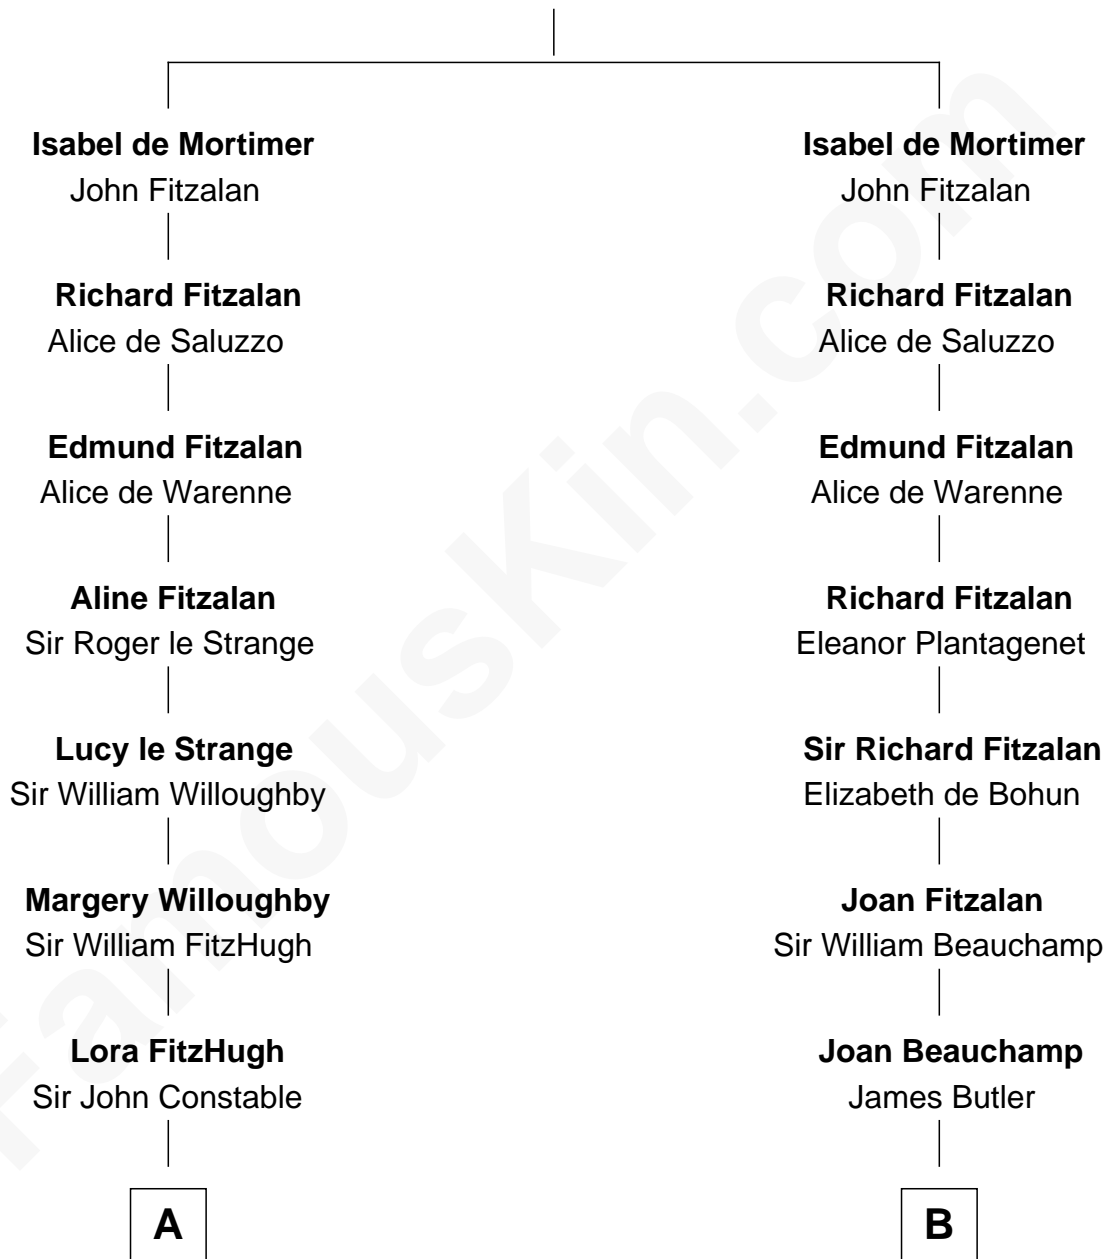 Isabel de Mortimer
John Fitzalan
Richard Fitzalan
Alice de Saluzzo
Edmund Fitzalan
Alice de Warenne
Aline Fitzalan
Sir Roger le Strange
Lucy le Strange
Sir William Willoughby
Margery Willoughby
Sir William FitzHugh
Lora FitzHugh
Sir John Constable
A
Isabel de Mortimer
John Fitzalan
Richard Fitzalan
Alice de Saluzzo
Edmund Fitzalan
Alice de Warenne
Richard Fitzalan
Eleanor Plantagenet
Sir Richard Fitzalan
Elizabeth de Bohun
Joan Fitzalan
Sir William Beauchamp
Joan Beauchamp
James Butler
B
FamousKin.com